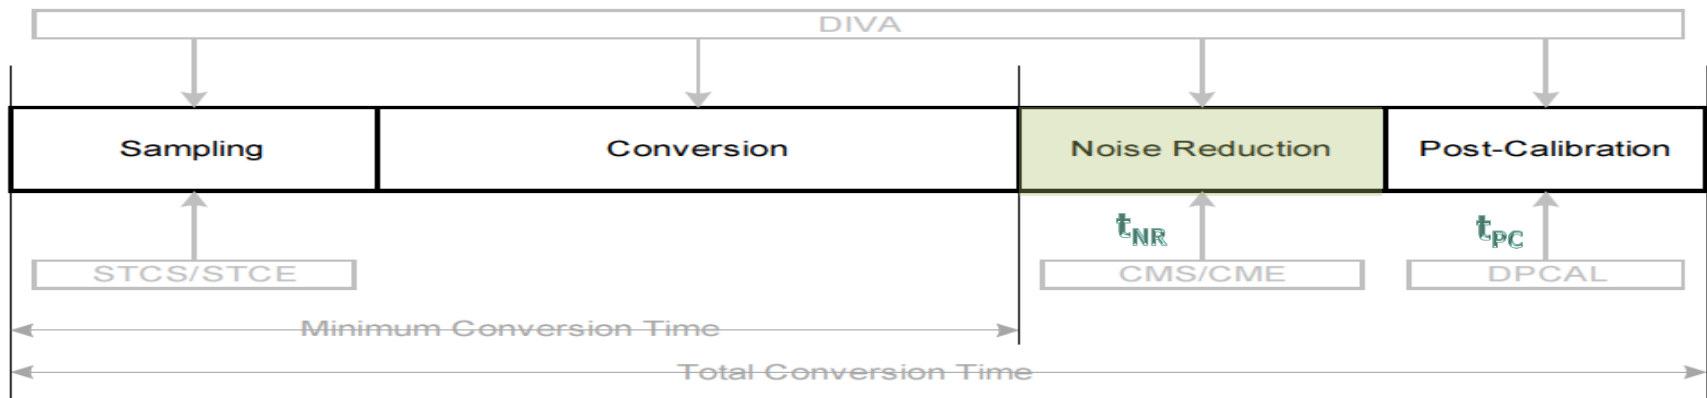 DIVA
Sampling Conversion Noise Reduction Post-Calibration
tNR tPC
STCS/STCE CMS/CME DPCAL
Minimum Conversion Time
Total Conversion Time